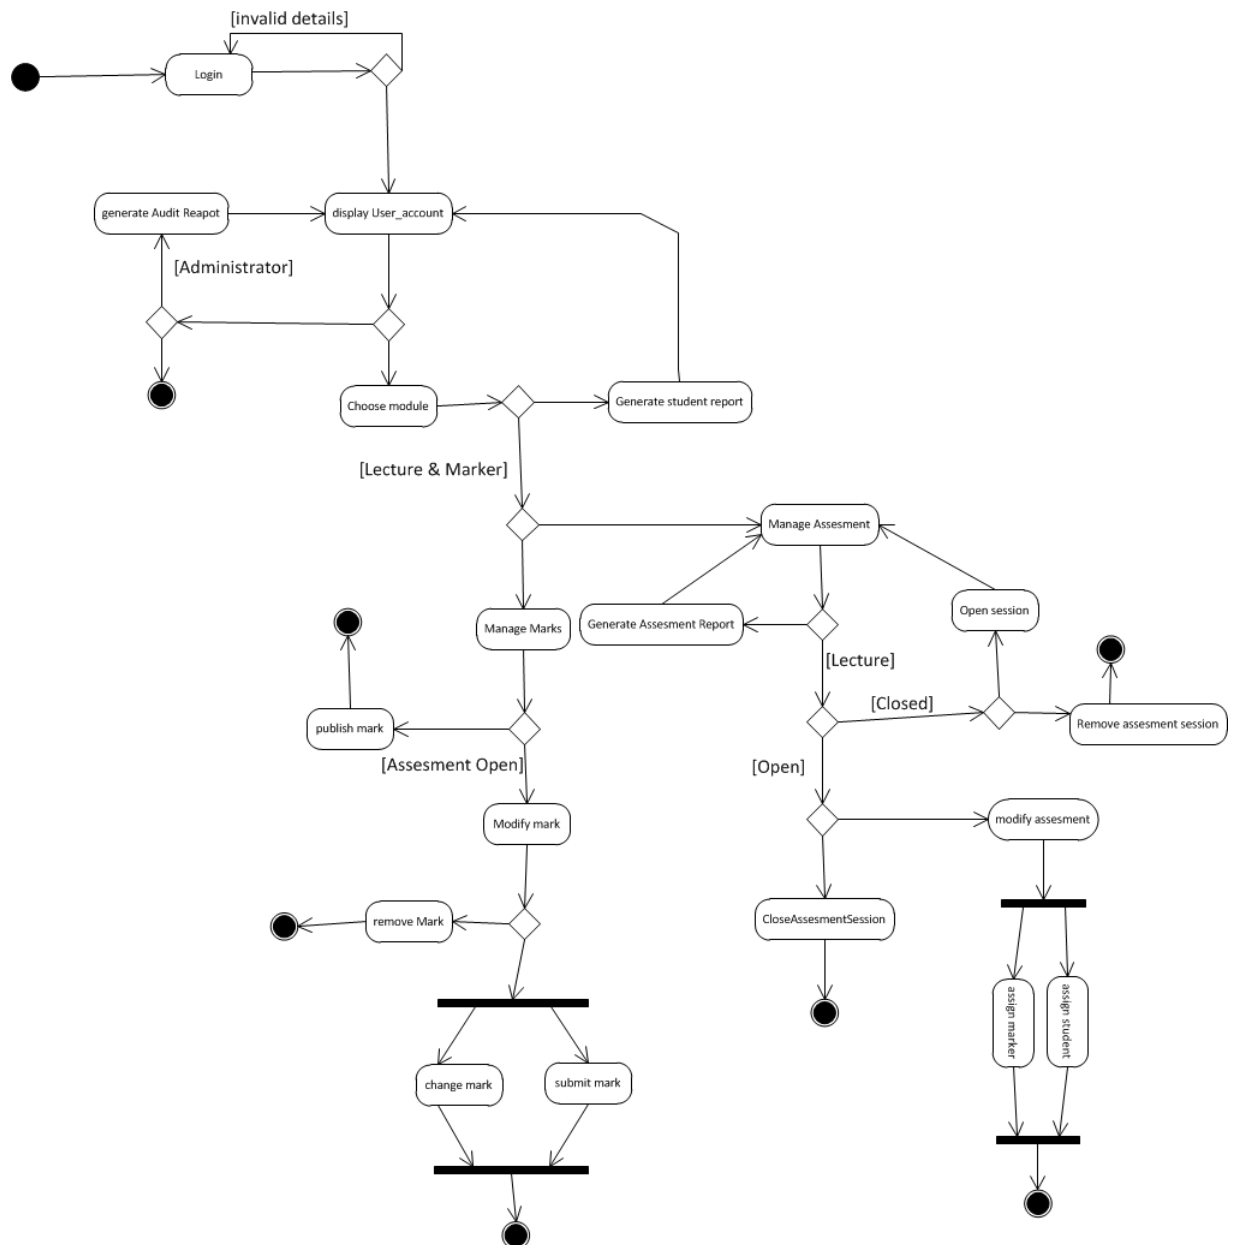 [invalid details]
Login
generate Audit Reapot
display User_account
[Administrator]
Choose module
Generate student report
[Lecture & Marker]
Manage Assesment
Open session
Manage Marks
Generate Assesment Report
[Lecture]
[Closed]
publish mark
Remove assesment session
[Assesment Open]
[Open]
Modify mark
modify assesment
remove Mark
CloseAssesmentSession
assign marker
assign student
change mark
submit mark